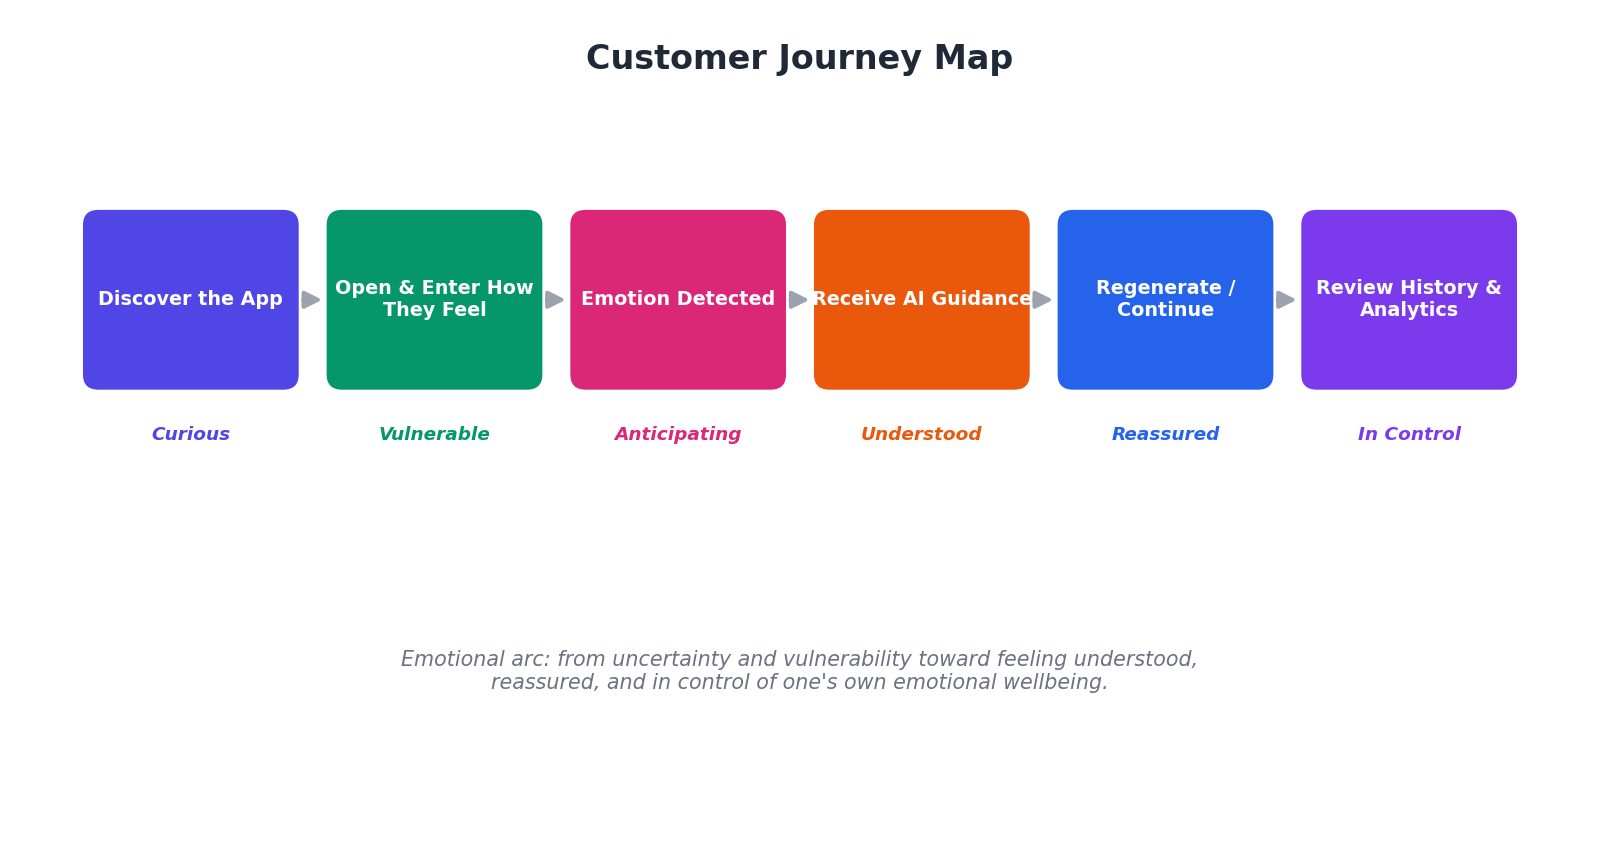 Customer Journey Map
Discover the App
Open & Enter How
They Feel
Emotion Detected
Receive AI Guidance
Regenerate /
Continue
Review History &
Analytics
Curious
Vulnerable
Anticipating
Understood
Reassured
In Control
Emotional arc: from uncertainty and vulnerability toward feeling understood,
reassured, and in control of one's own emotional wellbeing.